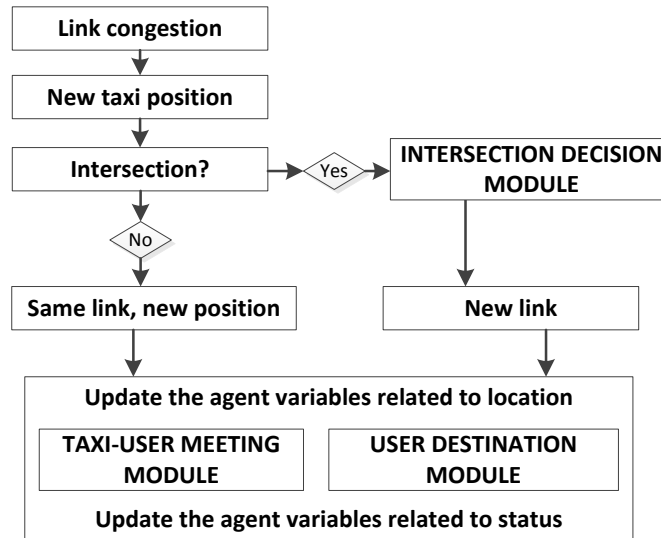 Link congestion
New taxi position
Intersection?
Yes
INTERSECTION DECISION
MODULE
No
Same link, new position
New link
Update the agent variables related to location
TAXI-USER MEETING
MODULE
USER DESTINATION
MODULE
Update the agent variables related to status